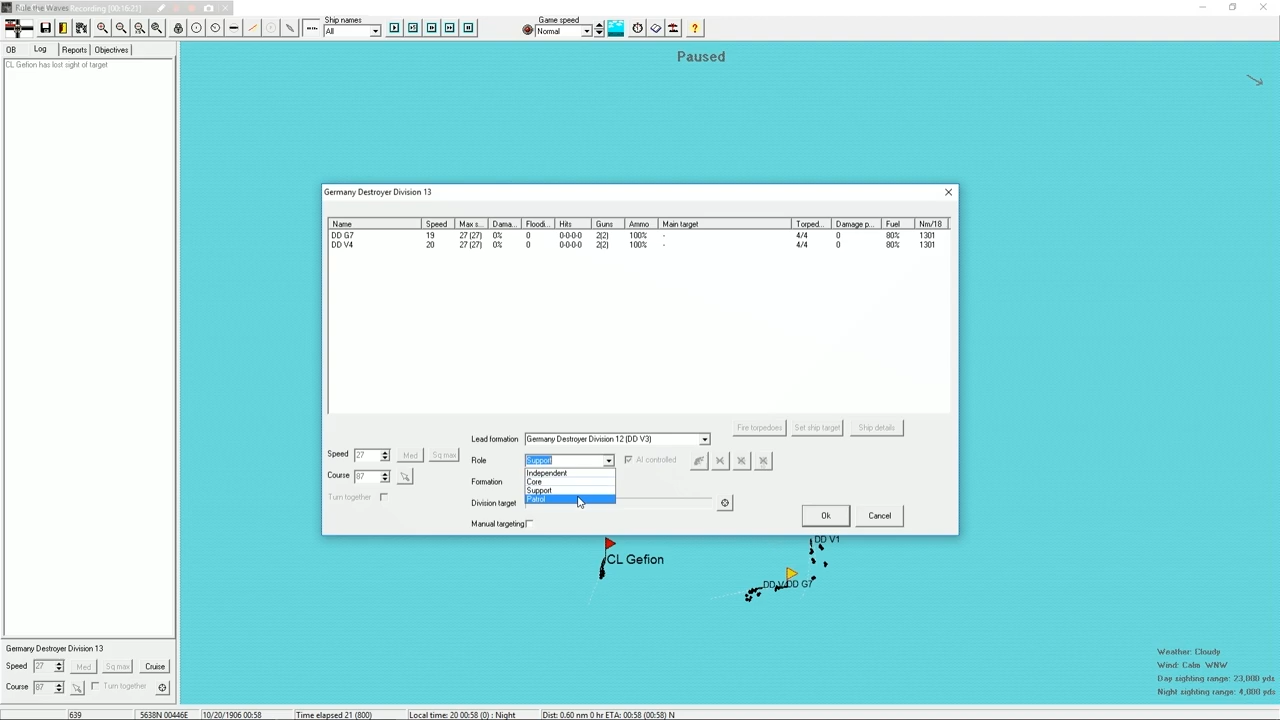 Rule the Waves
Recording [00:16:21]
Ship names
All
Game speed
Normal
OB Log Reports Objectives
CL Gefion has lost sight of target
Paused
Germany Destroyer Division 13
Name Speed Max s... Dama... Floodi... Hits Guns Ammo Main target Torped... Damage p... Fuel Nm/18
DD G7 19 27 (27) 0% 0 0-0-0-0 2(2) 100% - 4/4 0 80% 1301
DD V4 20 27 (27) 0% 0 0-0-0-0 2(2) 100% - 4/4 0 80% 1301
Fire torpedoes Set ship target Ship details
Lead formation Germany Destroyer Division 12 (DD V3)
Speed 27 Med Sq max
Role Support AI controlled
Independent
Core
Support
Patrol
Course 87
Formation
Turn together
Division target
Manual targeting
Ok Cancel
DD V1
CL Gefion
DD V DD G7
Germany Destroyer Division 13
Speed 27 Med Sq max Cruise
Course 87 Turn together
Weather: Cloudy
Wind: Calm WNW
Day sighting range: 23,000 yds
Night sighting range: 4,000 yds
639 5638N 00446E 10/20/1906 00:58 Time elapsed 21 (800) Local time: 20 00:58 (0) : Night Dist: 0.60 nm 0 hr ETA: 00:58 (00:58) N